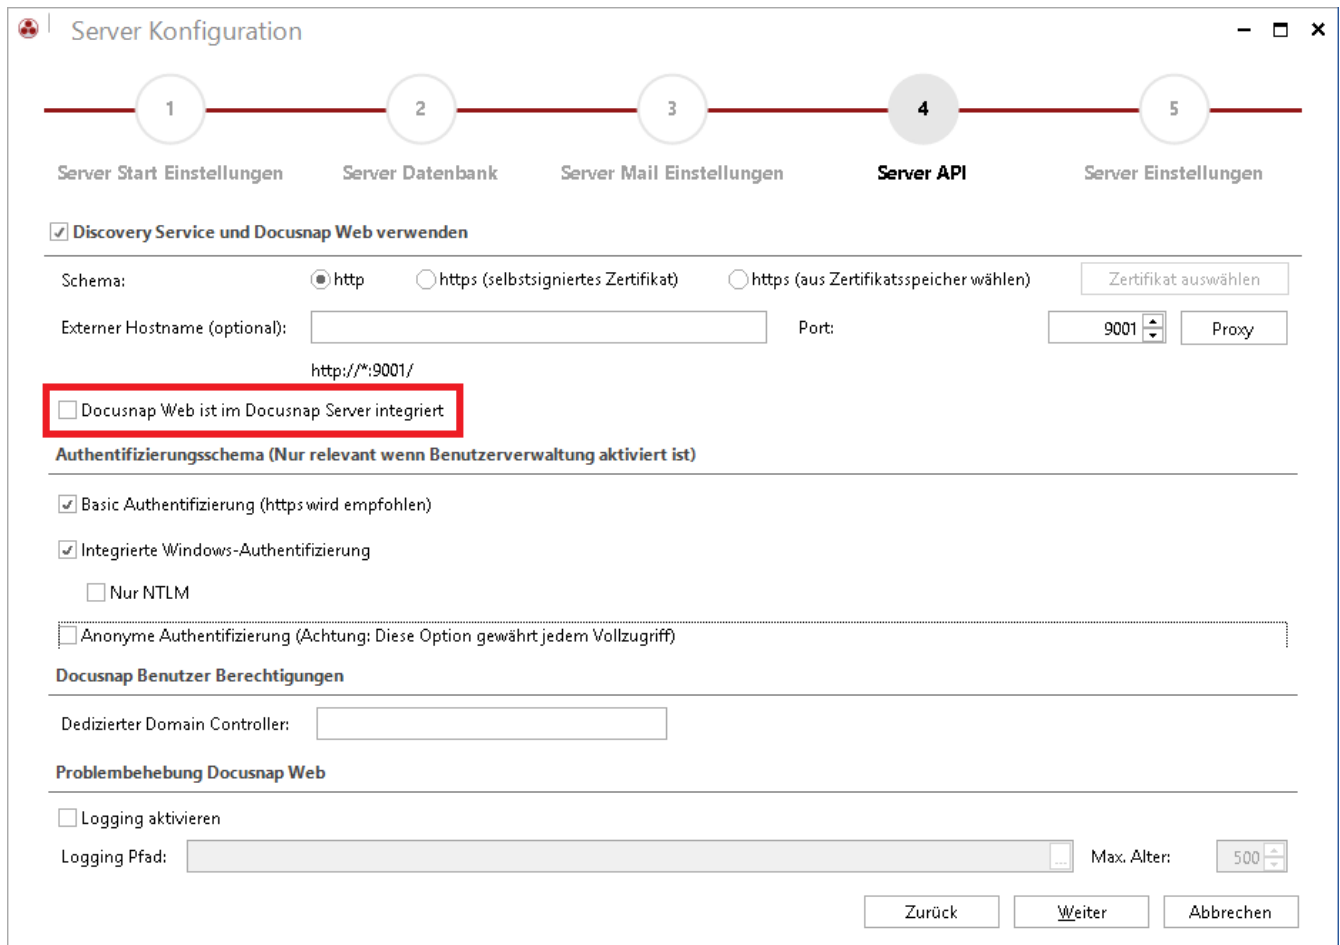 Server Konfiguration
1 2 3 4 5
Server Start Einstellungen Server Datenbank Server Mail Einstellungen Server API Server Einstellungen
Discovery Service und Docusnap Web verwenden
Schema: http https (selbstsigniertes Zertifikat) https (aus Zertifikatsspeicher wählen) Zertifikat auswählen
Externer Hostname (optional): Port: 9001 Proxy
http://*:9001/
Docusnap Web ist im Docusnap Server integriert
Authentifizierungsschema (Nur relevant wenn Benutzerverwaltung aktiviert ist)
Basic Authentifizierung (https wird empfohlen)
Integrierte Windows-Authentifizierung
Nur NTLM
Anonyme Authentifizierung (Achtung: Diese Option gewährt jedem Vollzugriff)
Docusnap Benutzer Berechtigungen
Dedizierter Domain Controller:
Problembehebung Docusnap Web
Logging aktivieren
Logging Pfad: ... Max. Alter: 500
Zurück Weiter Abbrechen